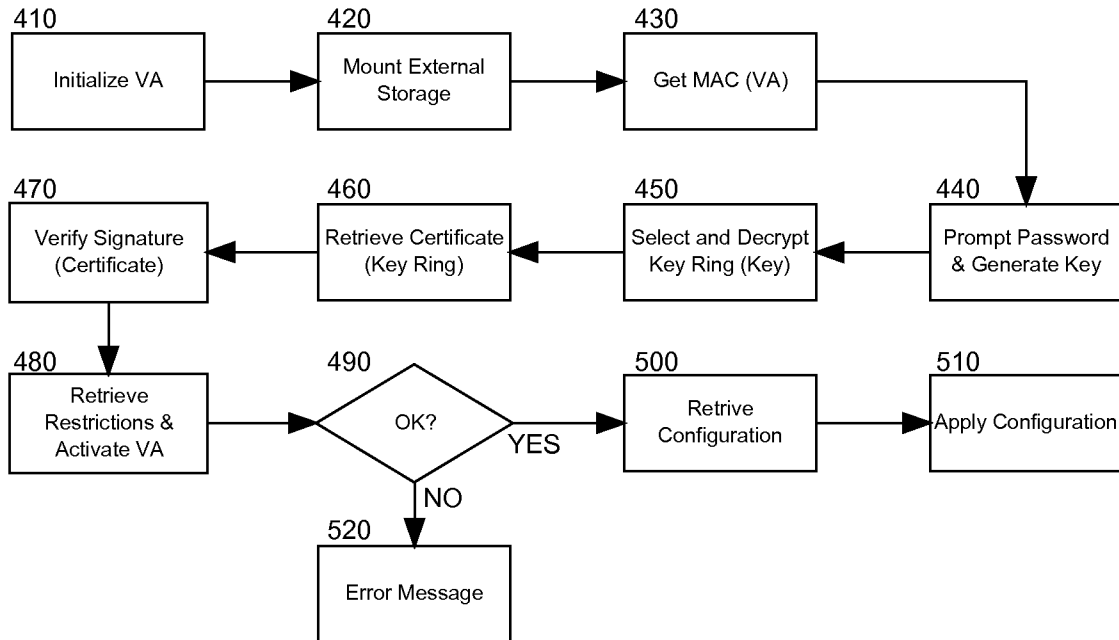 410
Initialize VA
420
Mount External
Storage
430
Get MAC (VA)
440
Prompt Password
& Generate Key
450
Select and Decrypt
Key Ring (Key)
460
Retrieve Certificate
(Key Ring)
470
Verify Signature
(Certificate)
480
Retrieve
Restrictions &
Activate VA
490
OK?
YES
NO
500
Retrive
Configuration
510
Apply Configuration
520
Error Message